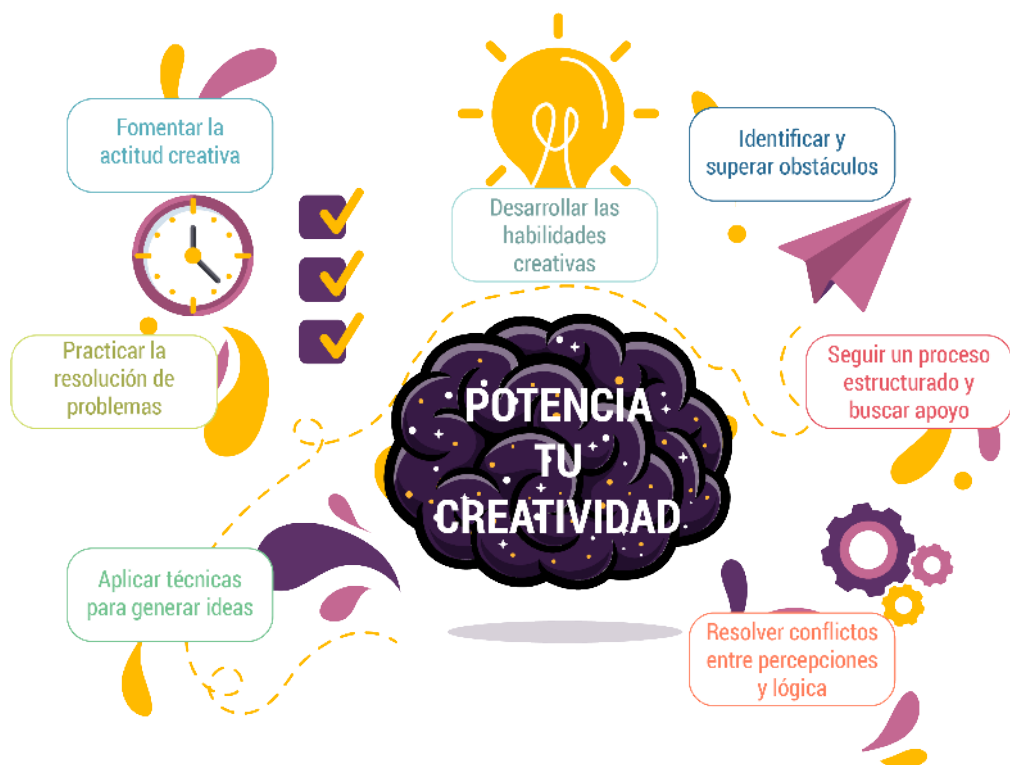 Fomentar la
actitud creativa
Desarrollar las
habilidades
creativas
Identificar y
superar obstáculos
Practicar la
resolución de
problemas
POTENCIA
TU
CREATIVIDAD
Seguir un proceso
estructurado y
buscar apoyo
Aplicar técnicas
para generar ideas
Resolver conflictos
entre percepciones
y lógica